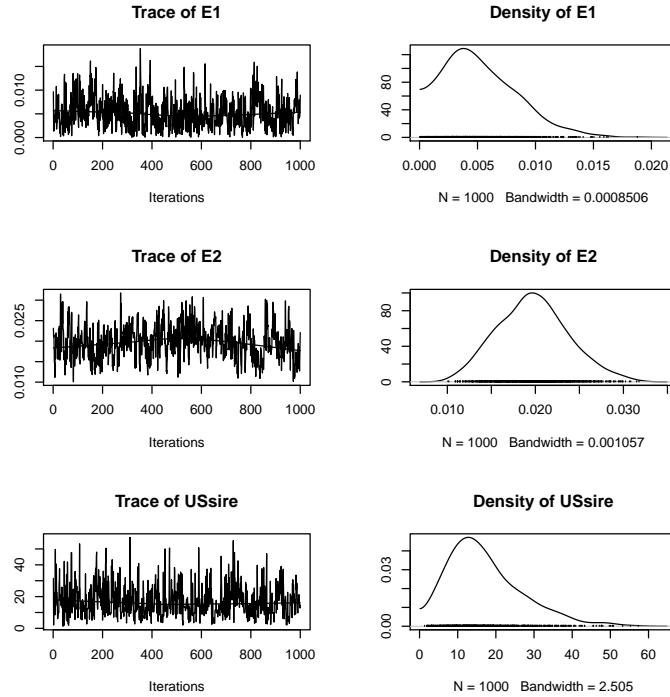 Trace of E1
0.000 0.010
0 200 400 600 800 1000
Iterations
Density of E1
0 40 80
0.000 0.005 0.010 0.015 0.020
N = 1000 Bandwidth = 0.0008506
Trace of E2
0.010 0.025
0 200 400 600 800 1000
Iterations
Density of E2
0 40 80
0.010 0.020 0.030
N = 1000 Bandwidth = 0.001057
Trace of USsire
0 20 40
0 200 400 600 800 1000
Iterations
Density of USsire
0.00 0.03
0 10 20 30 40 50 60
N = 1000 Bandwidth = 2.505